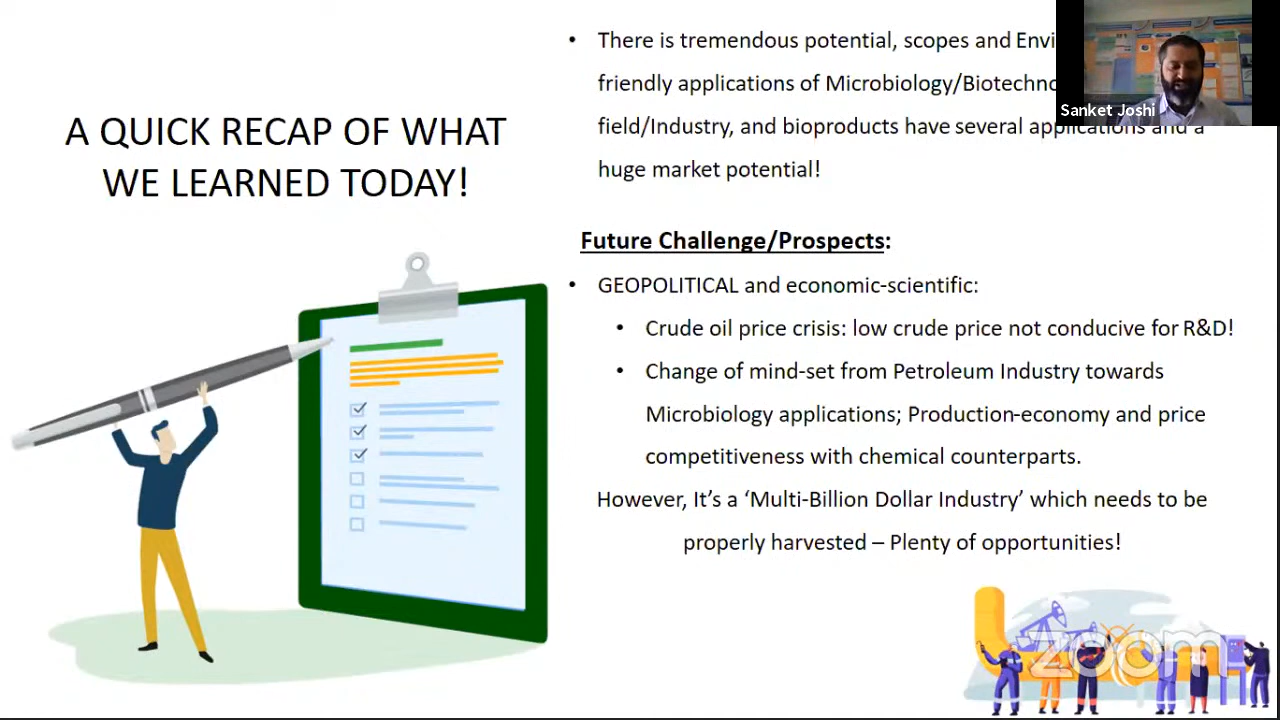 A QUICK RECAP OF WHAT
WE LEARNED TODAY!
• There is tremendous potential, scopes and
friendly applications of
field/Industry, and bioproducts have several applications and a
huge market potential!
Future Challenge/Prospects:
• GEOPOLITICAL and economic-scientific:
• Crude oil price crisis: low crude price not conducive for R&D!
• Change of mind-set from Petroleum Industry towards
Microbiology applications; Production-economy and price
competitiveness with chemical counterparts.
However, It's a ‘Multi-Billion Dollar Industry’ which needs to be
properly harvested – Plenty of opportunities!
Sanket Joshi
zoom